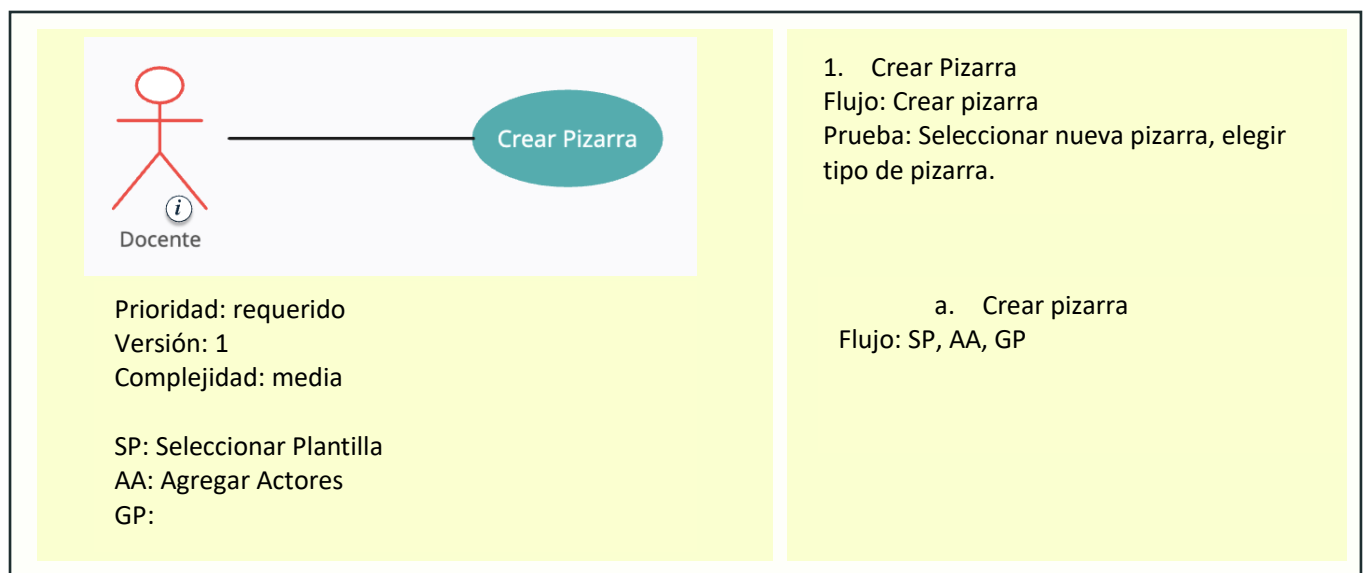 Crear Pizarra
i
Docente
Prioridad: requerido
Versión: 1
Complejidad: media
SP: Seleccionar Plantilla
AA: Agregar Actores
GP:
1. Crear Pizarra
Flujo: Crear pizarra
Prueba: Seleccionar nueva pizarra, elegir
tipo de pizarra.
a. Crear pizarra
Flujo: SP, AA, GP